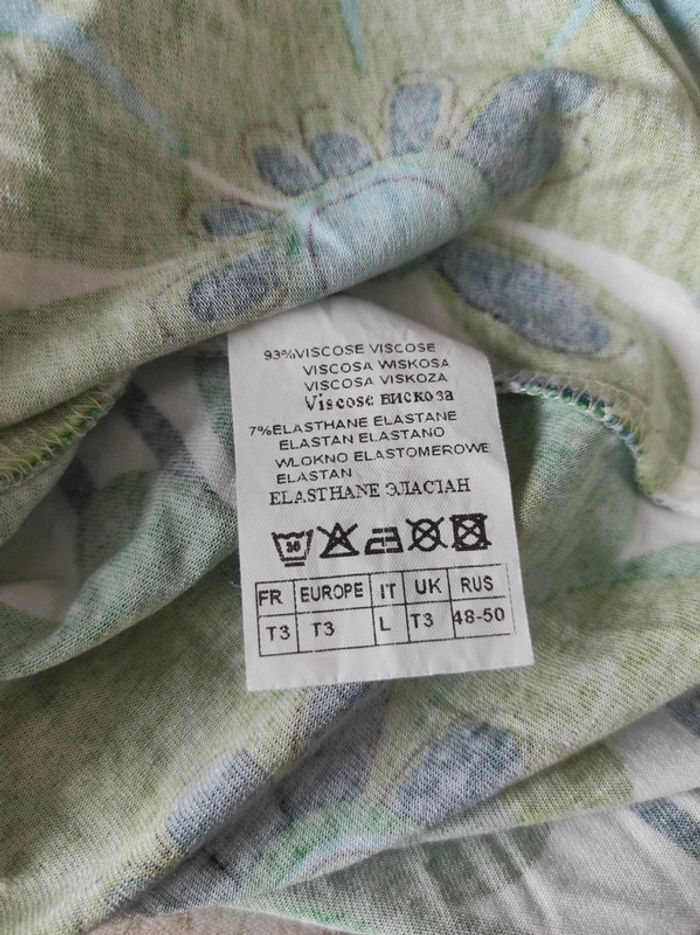 93%VISCOSE VISCOSE
VISCOSA WISKOSA
VISCOSA VISKOZA
Viscose вискоза
7%ELASTHANE ELASTANE
ELASTAN ELASTANO
WLOKNO ELASTOMEROWE
ELASTAN
ELASTHANE ЭЛАСТАН
FR EUROPE IT UK RUS
T3 T3 L T3 48-50